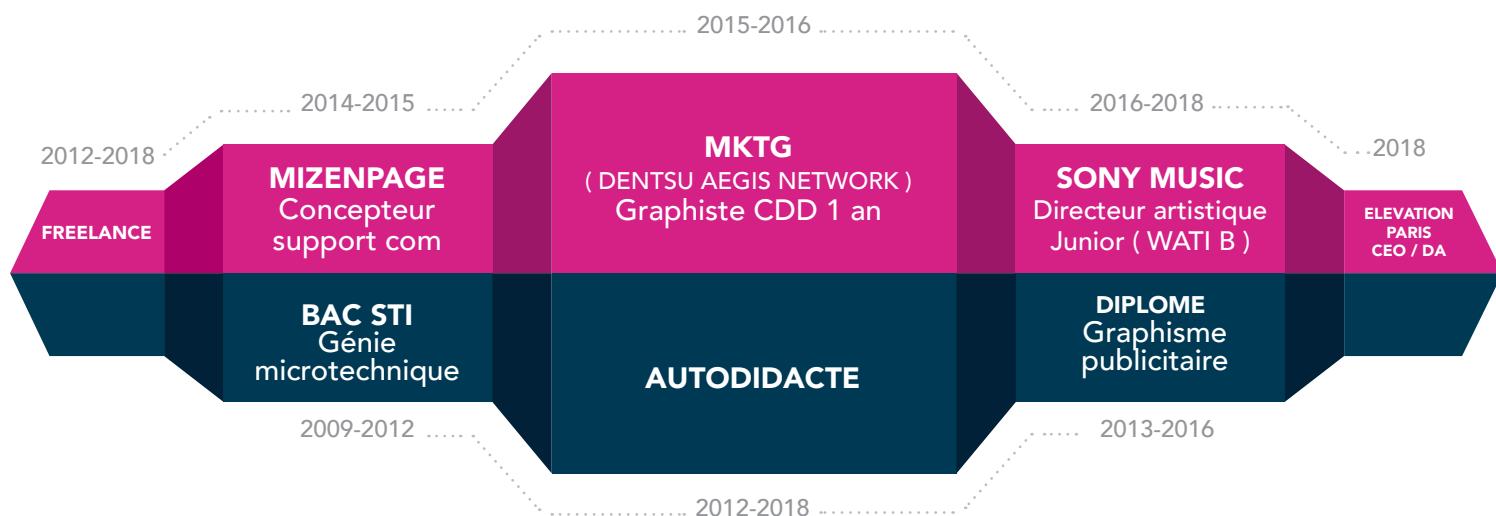 2015-2016
2014-2015
2016-2018
2012-2018
2018
FREELANCE
MIZENPAGE
Concepteur
support com
MKTG
( DENTSU AEGIS NETWORK )
Graphiste CDD 1 an
SONY MUSIC
Directeur artistique
Junior ( WATI B )
ELEVATION
PARIS
CEO / DA
BAC STI
Génie
microtechnique
AUTODIDACTE
DIPLOME
Graphisme
publicitaire
2009-2012
2013-2016
2012-2018